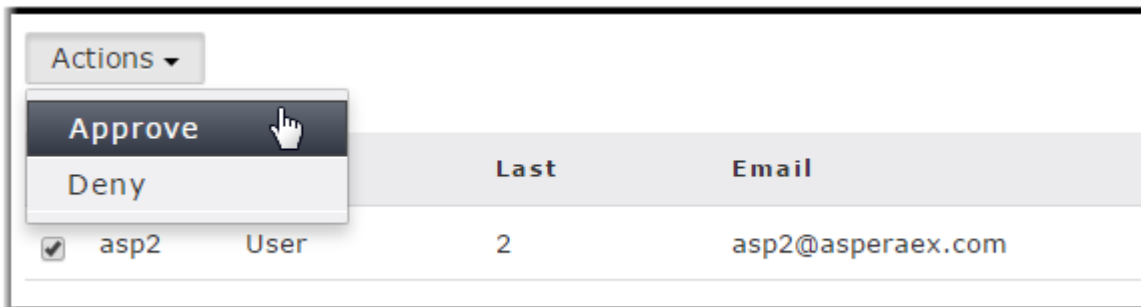 Actions
Approve
Deny
Last Email
asp2 User 2 asp2@asperaex.com